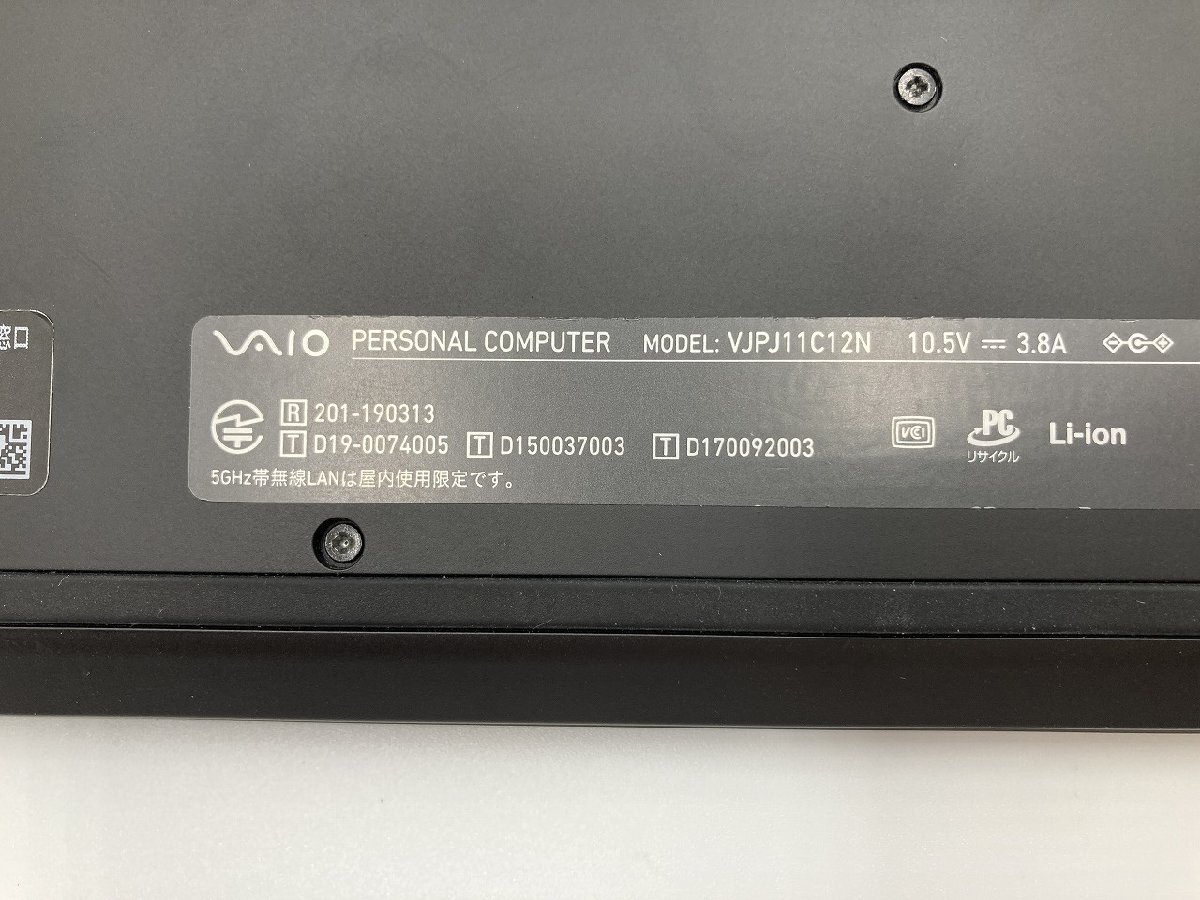 窓口
VAIO PERSONAL COMPUTER MODEL: VJPJ11C12N 10.5V 3.8A
R 201-190313
T D19-0074005 T D150037003 T D170092003
VCCI PC リサイクル Li-ion
5GHz帯無線LANは屋内使用限定です。